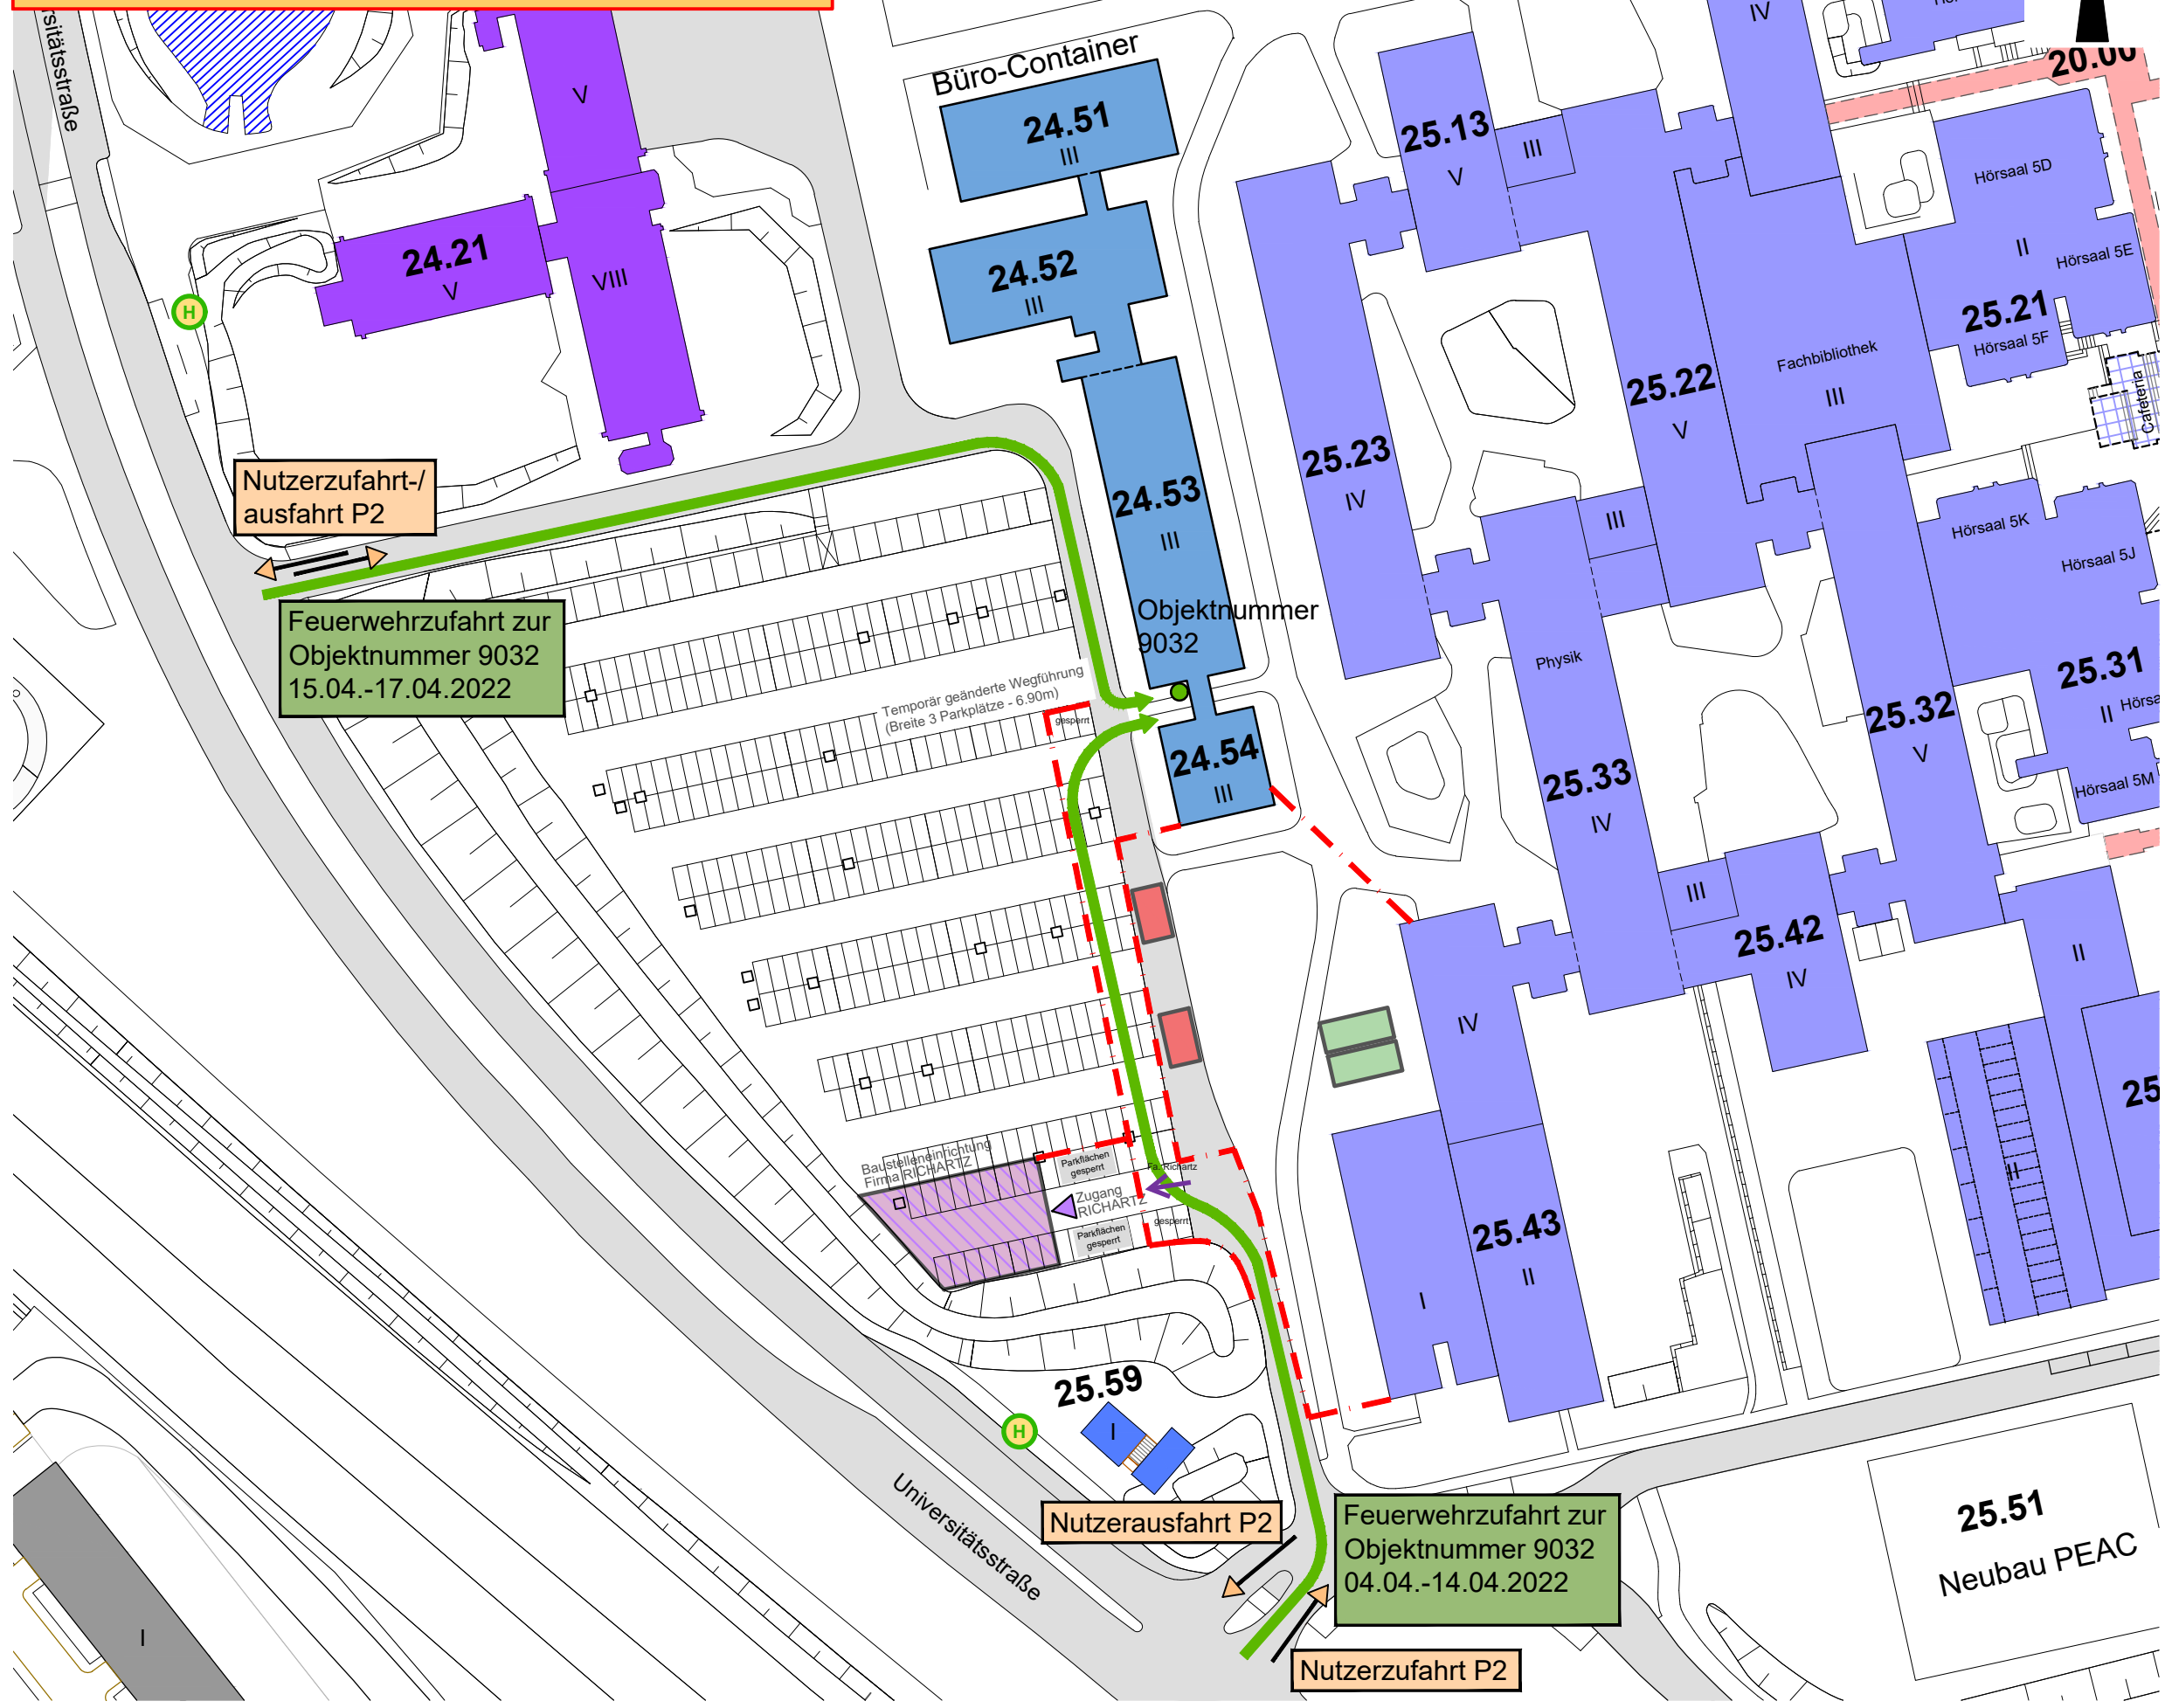 Universitätsstraße
V
Büro-Container
24.51
III
24.52
III
24.21
V
VIII
H
25.13
V
III
IV
20.00
Hörsaal 5D
II
Hörsaal 5E
25.21
Hörsaal 5F
Cafeteria
25.22
V
Fachbibliothek
III
25.23
IV
24.53
III
Objektnummer
9032
Nutzerzufahrt-/
ausfahrt P2
Feuerwehrzufahrt zur
Objektnummer 9032
15.04.-17.04.2022
Temporär geänderte Wegführung
(Breite 3 Parkplätze - 6.90m)
gesperrt
24.54
III
III
Physik
25.33
IV
Hörsaal 5K
Hörsaal 5J
25.31
II
25.32
V
Hörsaal 5M
III
25.42
IV
II
IV
25.43
II
I
II
Baustelleneinrichtung
Firma RICHARTZ
Parkflächen
gesperrt
Fa. Richartz
Zugang
RICHARTZ
gesperrt
Parkflächen
gesperrt
25.59
I
H
Universitätsstraße
Nutzerausfahrt P2
Feuerwehrzufahrt zur
Objektnummer 9032
04.04.-14.04.2022
Nutzerzufahrt P2
25.51
Neubau PEAC
I